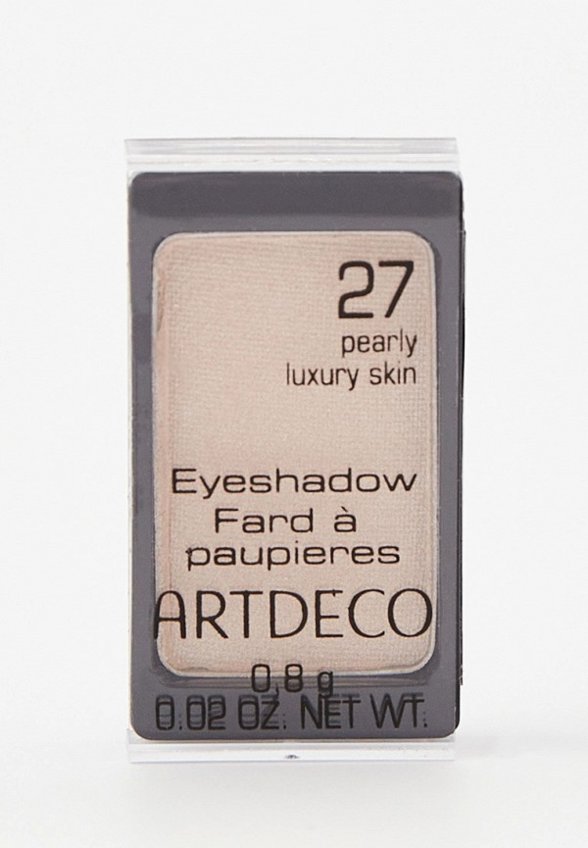 27
pearly
luxury skin
Eyeshadow
Fard à
paupieres
ARTDECO
0,8 g
0.02 OZ. NET WT.